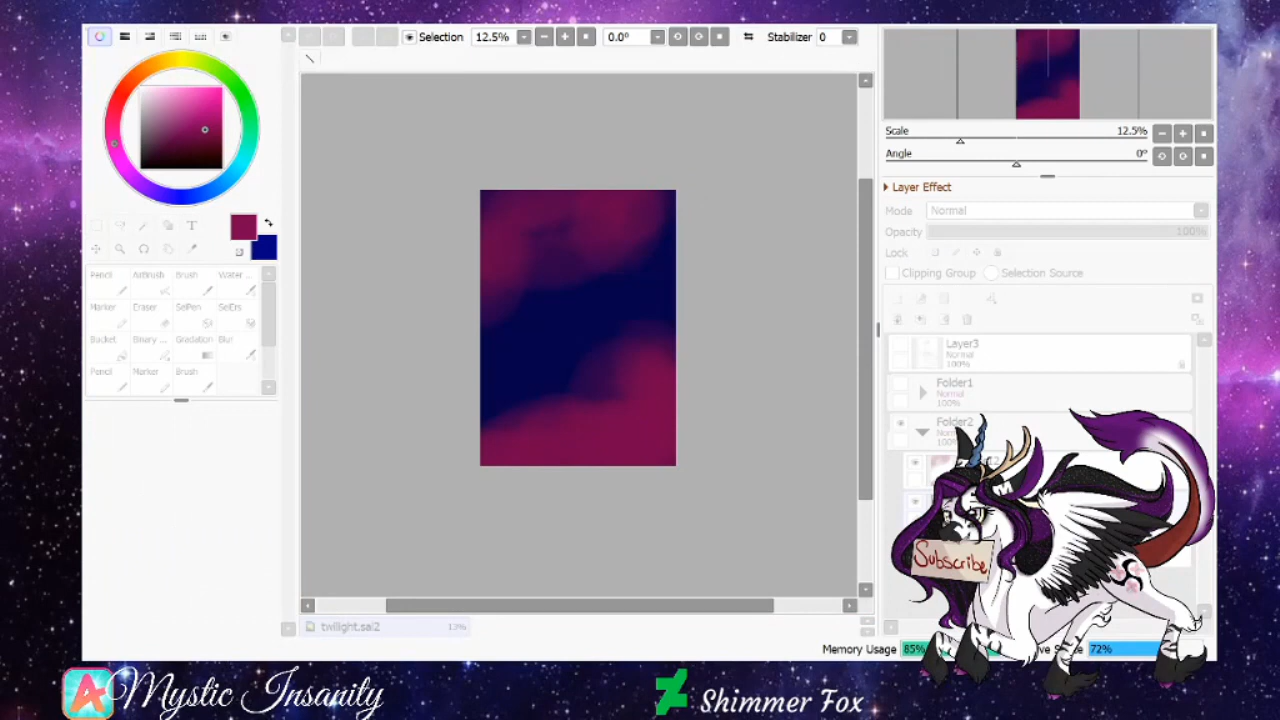 Selection 12.5% 0.0° Stabilizer 0
Scale 12.5%
Angle 0°
Layer Effect
Mode Normal
Opacity 100%
Lock
Clipping Group Selection Source
T
Pencil AirBrush Brush Water ...
Marker Eraser SelPen SelErs
Bucket Binary ... Gradation Blur
Pencil Marker Brush
Layer3
Normal
100%
Folder1
Normal
100%
Folder2
Subscribe
twilight.sai2 13%
Memory Usage 85% 72%
Mystic Insanity
Shimmer Fox